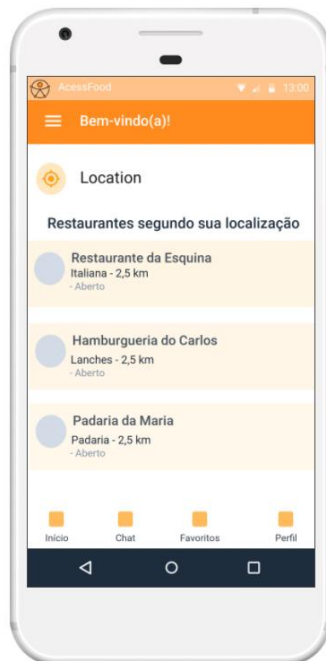 AcessFood 13:00
Bem-vindo(a)!
Location
Restaurantes segundo sua localização
Restaurante da Esquina
Italiana - 2,5 km
- Aberto
Hamburgueria do Carlos
Lanches - 2,5 km
- Aberto
Padaria da Maria
Padaria - 2,5 km
- Aberto
Início Chat Favoritos Perfil